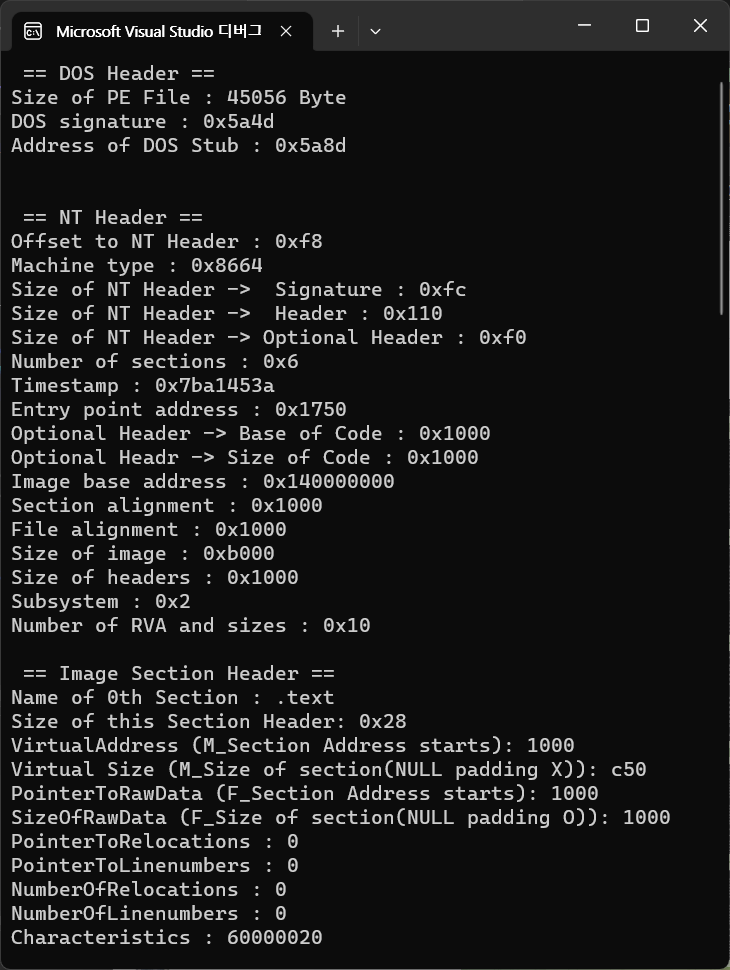 Microsoft Visual Studio 디버그
== DOS Header ==
Size of PE File : 45056 Byte
DOS signature : 0x5a4d
Address of DOS Stub : 0x5a8d
== NT Header ==
Offset to NT Header : 0xf8
Machine type : 0x8664
Size of NT Header ->  Signature : 0xfc
Size of NT Header ->  Header : 0x110
Size of NT Header -> Optional Header : 0xf0
Number of sections : 0x6
Timestamp : 0x7ba1453a
Entry point address : 0x1750
Optional Header -> Base of Code : 0x1000
Optional Headr -> Size of Code : 0x1000
Image base address : 0x140000000
Section alignment : 0x1000
File alignment : 0x1000
Size of image : 0xb000
Size of headers : 0x1000
Subsystem : 0x2
Number of RVA and sizes : 0x10
== Image Section Header ==
Name of 0th Section : .text
Size of this Section Header: 0x28
VirtualAddress (M_Section Address starts): 1000
Virtual Size (M_Size of section(NULL padding X)): c50
PointerToRawData (F_Section Address starts): 1000
SizeOfRawData (F_Size of section(NULL padding O)): 1000
PointerToRelocations : 0
PointerToLinenumbers : 0
NumberOfRelocations : 0
NumberOfLinenumbers : 0
Characteristics : 60000020